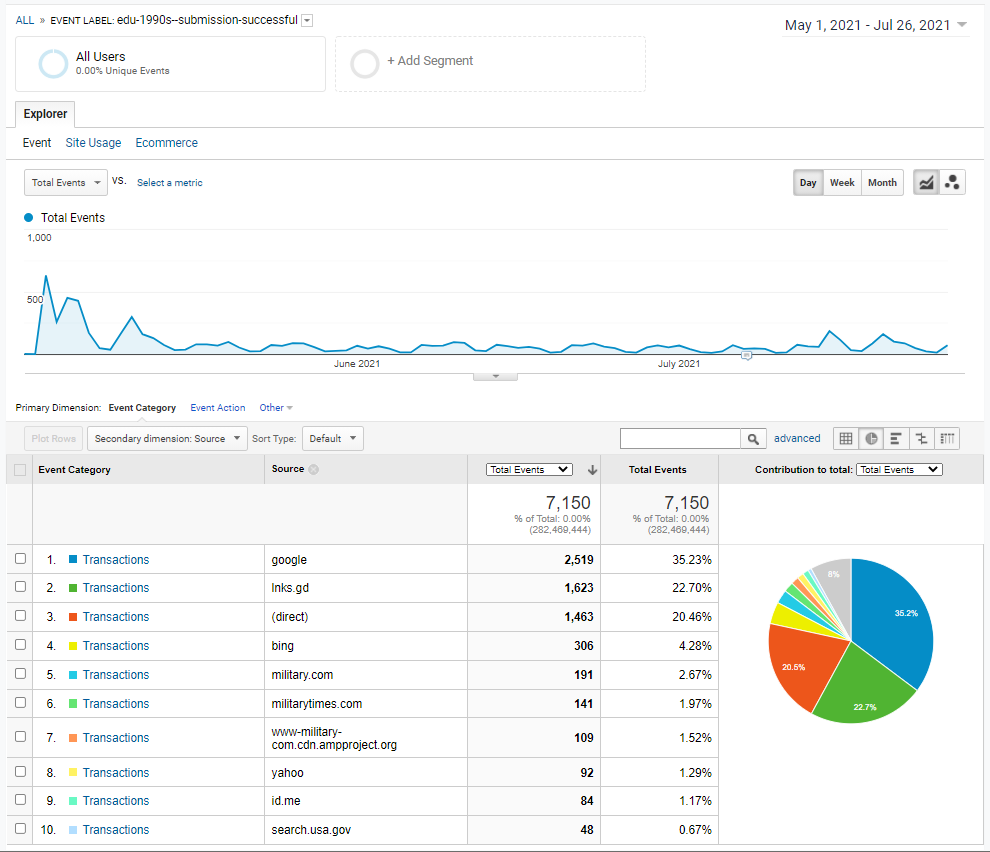 ALL » EVENT LABEL: edu-1990s--submission-successful
May 1, 2021 - Jul 26, 2021
All Users
0.00% Unique Events
+ Add Segment
Explorer
Event Site Usage Ecommerce
Total Events VS. Select a metric
Day Week Month
Total Events
1,000
500
June 2021 July 2021
Primary Dimension: Event Category Event Action Other
Plot Rows Secondary dimension: Source Sort Type: Default advanced
Event Category Source Total Events Total Events Contribution to total: Total Events
7,150 7,150
% of Total: 0.00% % of Total: 0.00%
(282,469,444) (282,469,444)
1. Transactions google 2,519 35.23%
2. Transactions lnks.gd 1,623 22.70%
3. Transactions (direct) 1,463 20.46%
4. Transactions bing 306 4.28%
5. Transactions military.com 191 2.67%
6. Transactions militarytimes.com 141 1.97%
7. Transactions www-military-
com.cdn.ampproject.org 109 1.52%
8. Transactions yahoo 92 1.29%
9. Transactions id.me 84 1.17%
10. Transactions search.usa.gov 48 0.67%
8%
35.2%
20.5%
22.7%